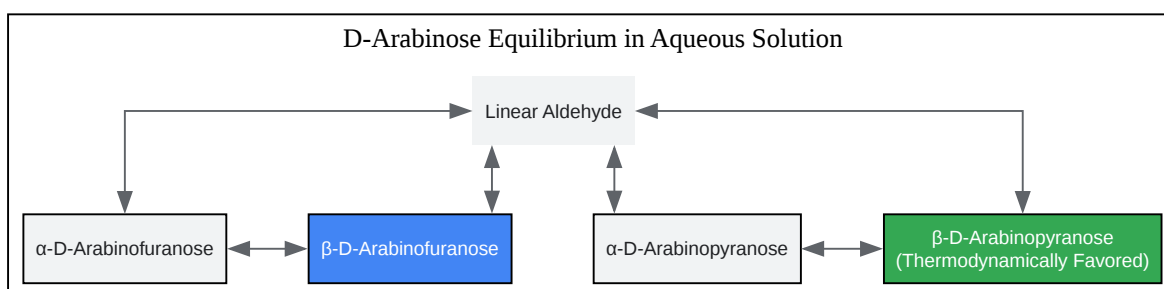 D-Arabinose Equilibrium in Aqueous Solution
Linear Aldehyde
α-D-Arabinofuranose
β-D-Arabinofuranose
α-D-Arabinopyranose
β-D-Arabinopyranose
(Thermodynamically Favored)